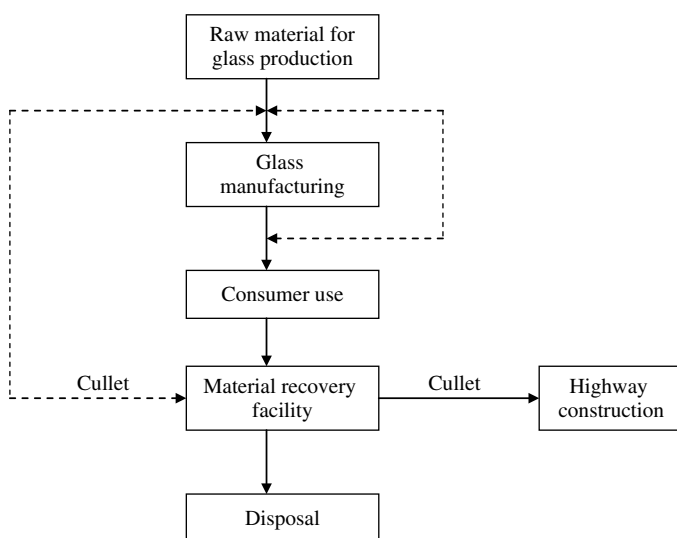 Raw material for
glass production
Glass
manufacturing
Consumer use
Cullet
Material recovery
facility
Cullet
Highway
construction
Disposal